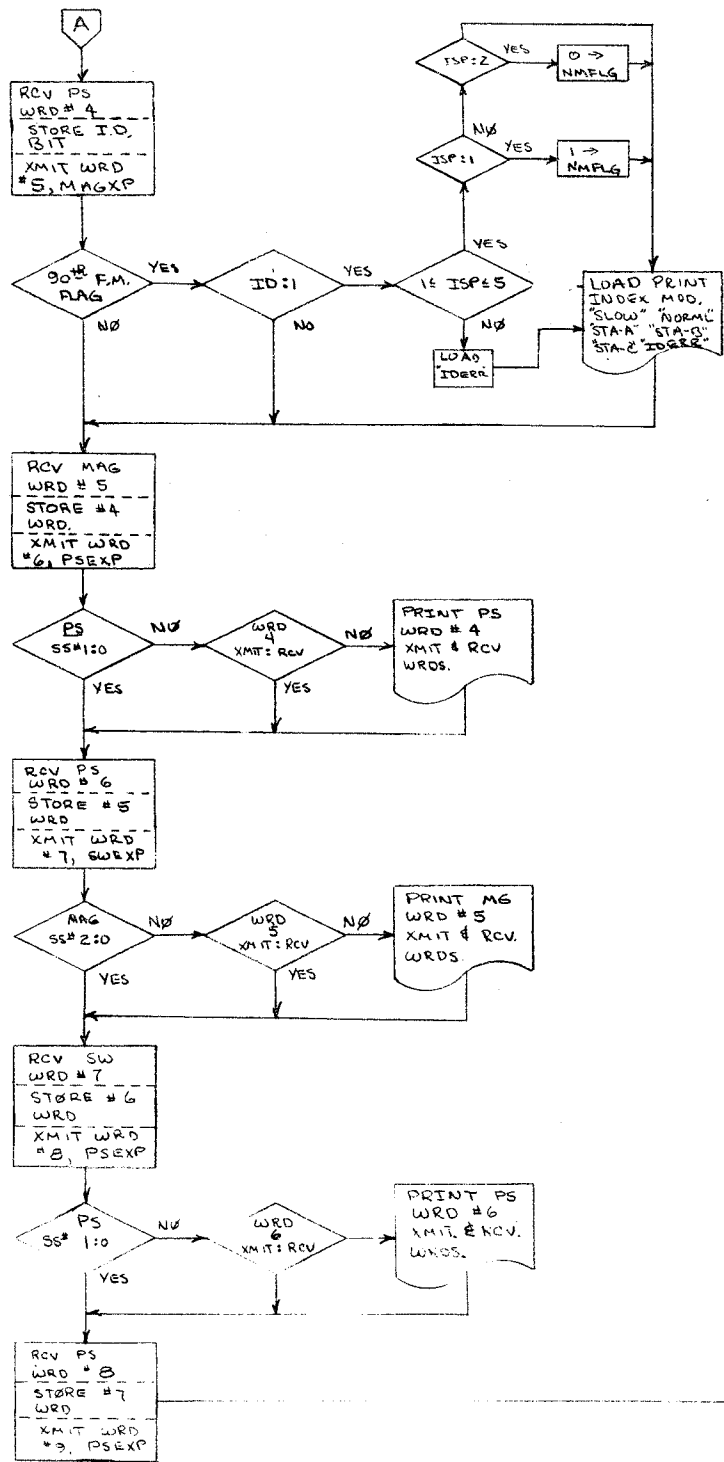 A
RCV PS
WRD # 4
STORE I.D.
BIT
XMIT WRD
#5, MAGXP
90TH F.M.
FLAG
YES
NØ
ID:1
YES
NO
1 ≤ ISP ≤ 5
YES
NØ
ISP:1
YES
NØ
ISP:2
YES
0 →
NMFLG
1 →
NMFLG
LOAD
"IDERR"
LOAD PRINT
INDEX MOD.
"SLOW" "NORML"
"STA-A" "STA-B"
"STA-C" "IDERR"
RCV MAG
WRD # 5
STORE #4
WRD.
XMIT WRD
#6, PSEXP
PS
SS#1:0
NØ
YES
WRD
4
XMIT: RCV
NØ
YES
PRINT PS
WRD # 4
XMIT & RCV
WRDS.
RCV PS
WRD # 6
STORE #5
WRD
XMIT WRD
#7, SWEXP
MAG
SS# 2:0
NØ
YES
WRD
5
XMIT: RCV
NØ
YES
PRINT MG
WRD # 5
XMIT & RCV.
WRDS.
RCV SW
WRD #7
STØRE #6
WRD
XMIT WRD
#8, PSEXP
PS
SS# 1:0
NØ
YES
WRD
6
XMIT: RCV
PRINT PS
WRD #6
XMIT. & RCV.
WRDS.
RCV PS
WRD # 8
STØRE #7
WRD
XMIT WRD
#9, PSEXP